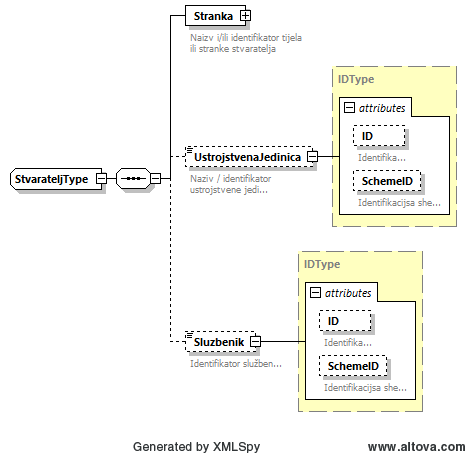 Stranka
Naizv i/ili identifikator tijela
ili stranke stvaratelja
IDType
attributes
ID
Identifika...
UstrojstvenaJedinica
SchemeID
Naziv / identifikator
ustrojstvene jedi...
Identifikacijsa she...
StvarateljType
IDType
attributes
ID
Identifika...
Sluzbenik
Identifikator služben...
SchemeID
Identifikacijsa she...
Generated by XMLSpy
www.altova.com